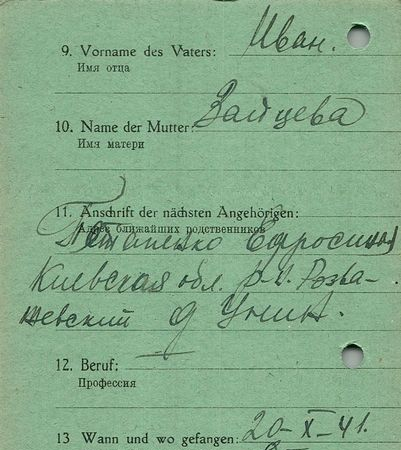 Иван.
9. Vorname des Vaters:
Имя отца
Зайцева
10. Name der Mutter:
Имя матери
11. Anschrift der nächsten Angehörigen:
Адрес ближайших родственников
Потапенко
Киевская обл. р-н. Розва-
жевский д
12. Beruf:
Профессия
13 Wann und wo gefangen: 20-X-41.